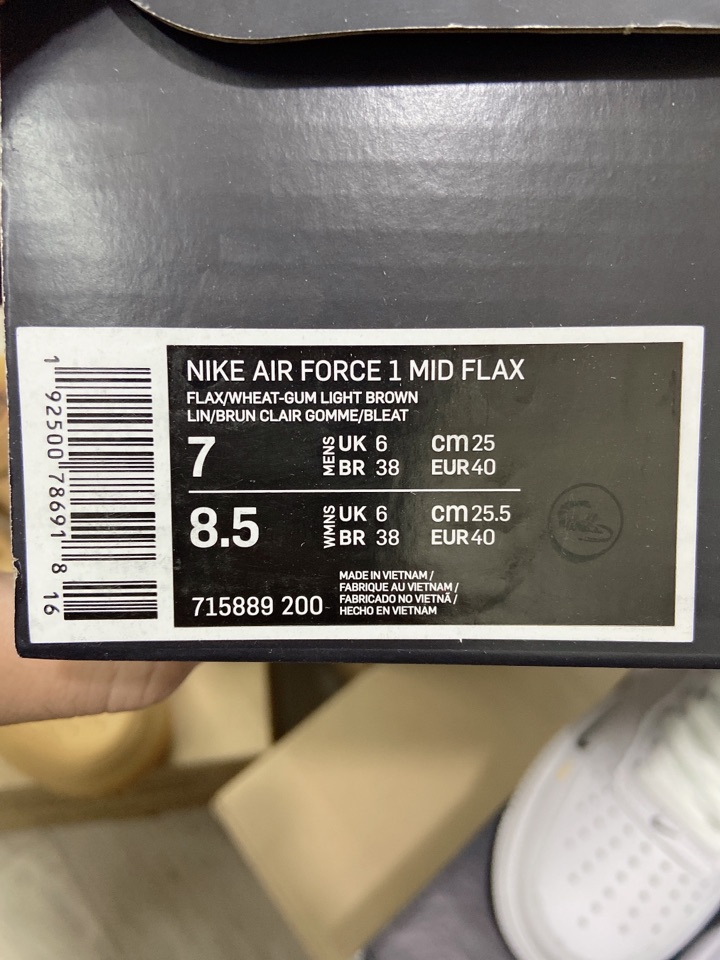 NIKE AIR FORCE 1 MID FLAX
FLAX/WHEAT-GUM LIGHT BROWN
LIN/BRUN CLAIR GOMME/BLEAT
7 MENS UK 6 cm 25
BR 38 EUR 40
8.5 WMNS UK 6 cm 25.5
BR 38 EUR 40
715889 200
MADE IN VIETNAM /
FABRIQUE AU VIETNAM /
FABRICADO NO VIETNÃ /
HECHO EN VIETNAM
1 92500 78691 8 16